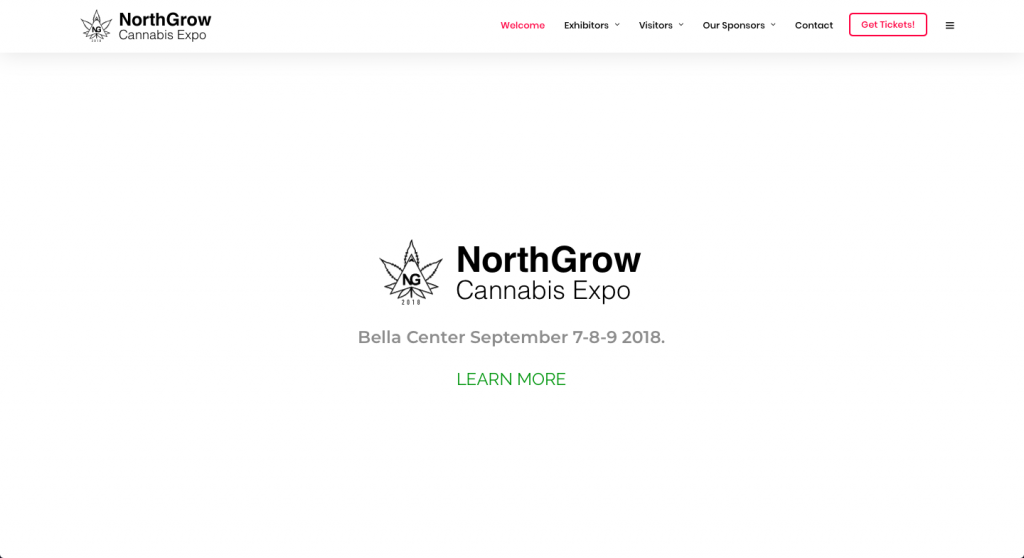 NG
2018
NorthGrow
Cannabis Expo
Welcome
Exhibitors
Visitors
Our Sponsors
Contact
Get Tickets!
NG
2018
NorthGrow
Cannabis Expo
Bella Center September 7-8-9 2018.
LEARN MORE